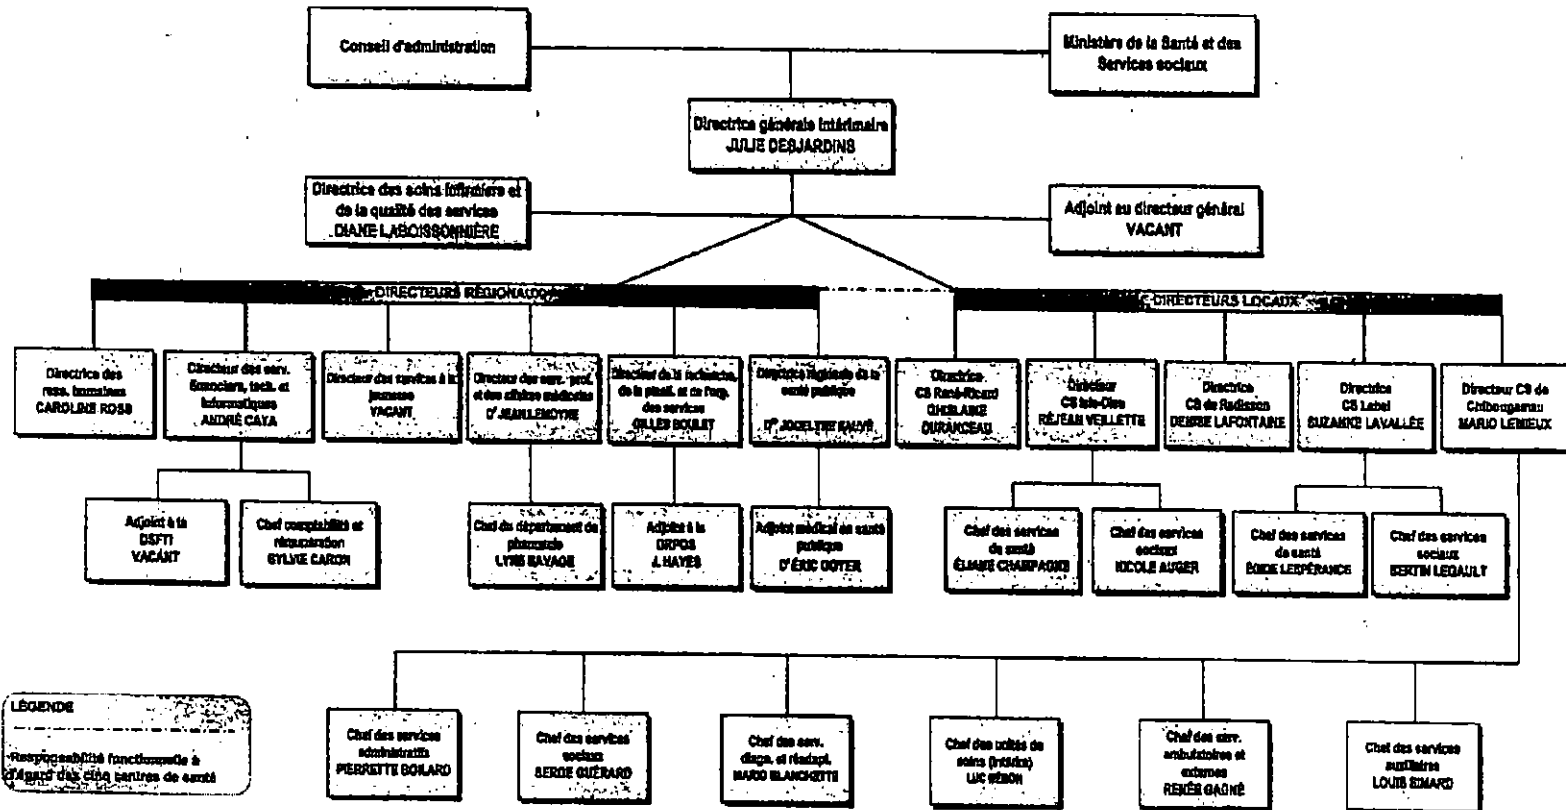 Conseil d'administration
Ministère de la Santé et des
Services sociaux
Directrice générale intérimaire
JULIE DESJARDINS
Directrice des soins infirmiers et
de la qualité des services
DIANE LABOISSONNIÈRE
Adjoint au directeur général
VACANT
DIRECTEURS RÉGIONAUX
DIRECTEURS LOCAUX
Directrice des
ress. humaines
CAROLINE ROSS
Directeur des serv.
financiers, tech. et
informatiques
ANDRÉ CAYA
Directeur des services à la
jeunesse
VACANT
Directeur des serv. prof.
et des affaires médicales
Dr JEAN LEMOYNE
Directeur de la recherche,
de la planif. et de l'org.
des services
GILLES BOULET
Directrice régionale de la
santé publique
Dre JOCELYNE SAUVÉ
Directrice
CS René-Ricard
GHISLAINE
DURANCEAU
Directeur
CS Isle-Dieu
RÉJEAN VEILLETTE
Directrice
CS de Radisson
DENISE LAFONTAINE
Directrice
CS Lebel
SUZANNE LAVALLÉE
Directeur CS de
Chibougamau
MARIO LEMIEUX
Adjoint à la
DSFTI
VACANT
Chef comptabilité et
rémunération
SYLVIE CARON
Chef du département de
pharmacie
LYNE SAVAGE
Adjoint à la
DRPOS
J. HAYES
Adjoint médical en santé
publique
Dr ÉRIC GOYER
Chef des services
de santé
ÉLIANE CHAMPAGNE
Chef des services
sociaux
NICOLE AUGER
Chef des services
de santé
LESPÉRANCE
Chef des services
sociaux
BERTIN LEGAULT
LÉGENDE
Responsabilité fonctionnelle à
l'égard des cinq centres de santé
Chef des services
administratifs
PIERRETTE BOILARD
Chef des services
sociaux
SERGE GUÉRARD
Chef des serv.
diagn. et réadapt.
MARIO BLANCHETTE
Chef des unités de
soins (intérim)
LUC
Chef des serv.
ambulatoires et
externes
RENÉE GAGNÉ
Chef des services
auxiliaires
LOUIS SIMARD